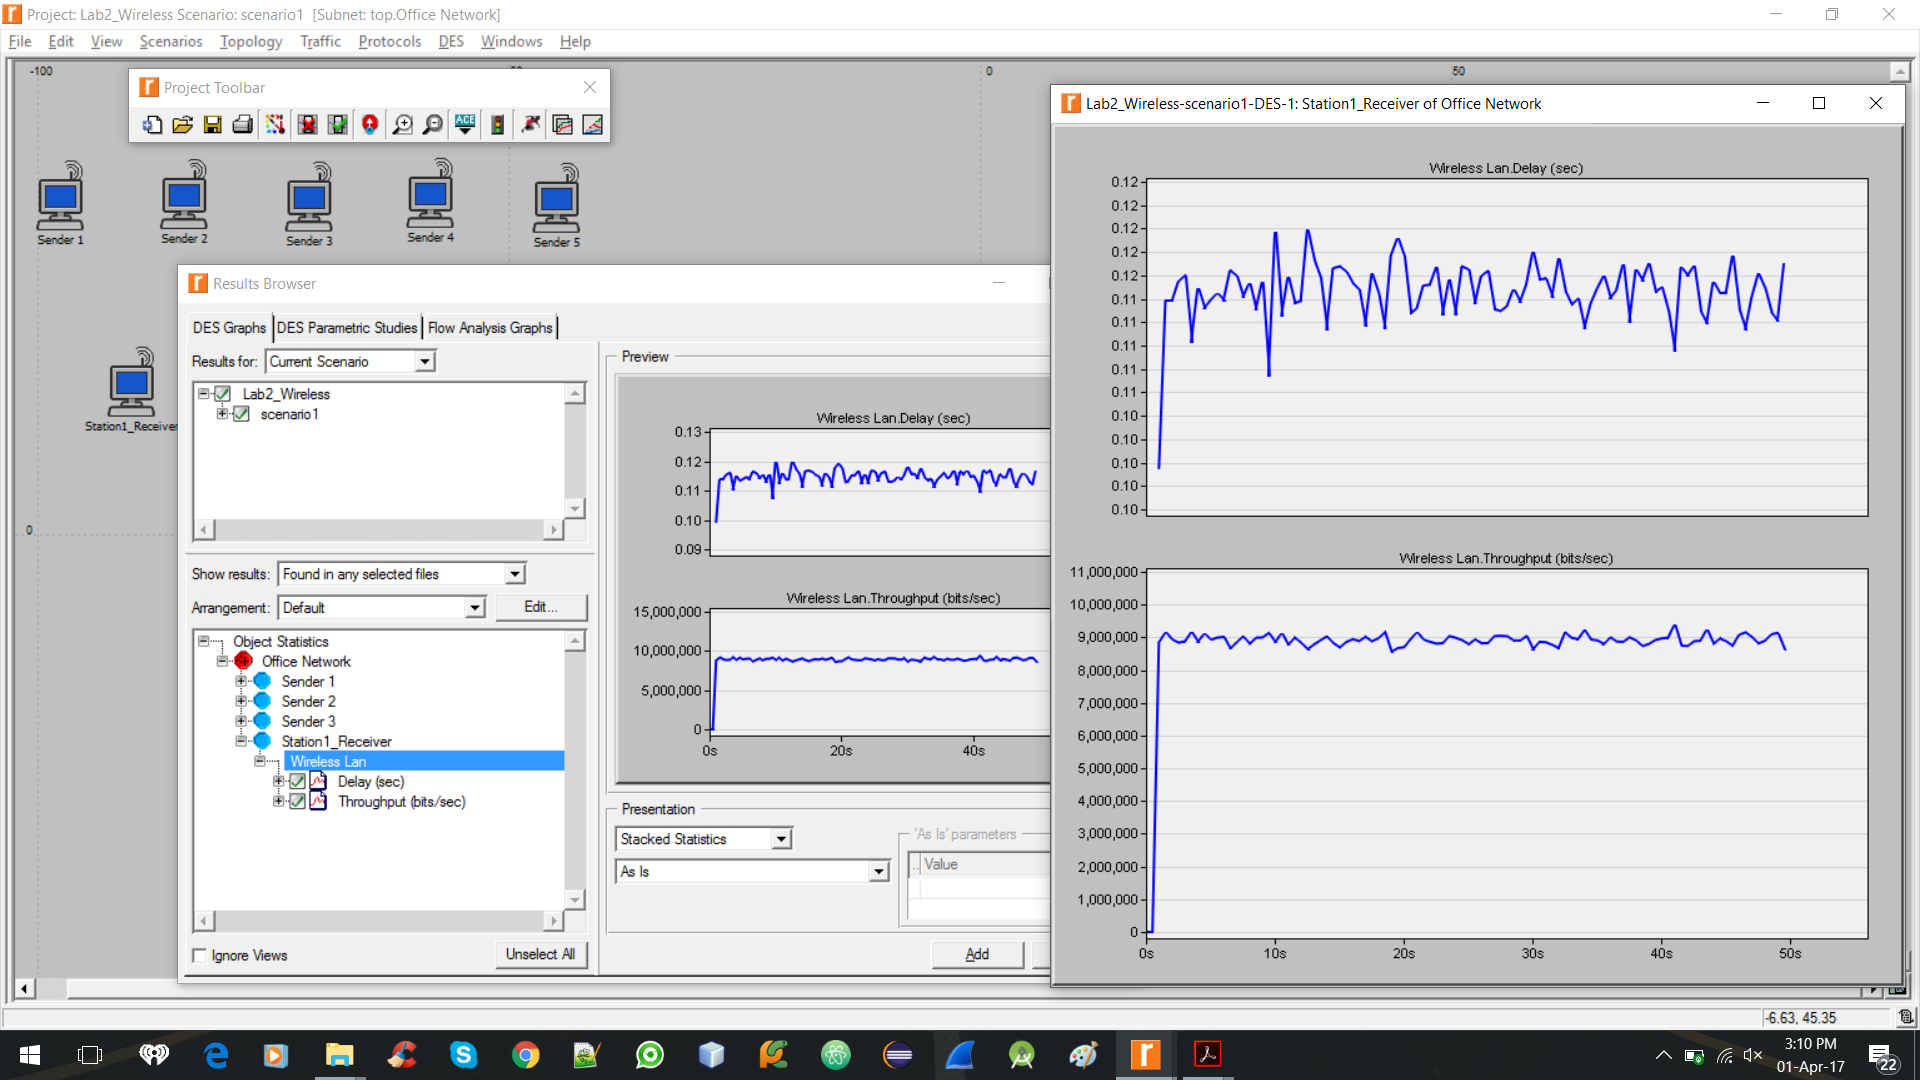 Project: Lab2_Wireless Scenario: scenario1 [Subnet: top.Office Network]
File Edit View Scenarios Topology Traffic Protocols DES Windows Help
-100
0
50
Project Toolbar
ACE
Sender 1
Sender 2
Sender 3
Sender 4
Sender 5
Station1_Receiver
0
Results Browser
DES Graphs DES Parametric Studies Flow Analysis Graphs
Results for: Current Scenario
Lab2_Wireless
scenario1
Show results: Found in any selected files
Arrangement: Default Edit...
Object Statistics
Office Network
Sender 1
Sender 2
Sender 3
Station1_Receiver
Wireless Lan
Delay (sec)
Throughput (bits/sec)
Ignore Views Unselect All
Preview
Wireless Lan.Delay (sec)
0.13
0.12
0.11
0.10
0.09
Wireless Lan.Throughput (bits/sec)
15,000,000
10,000,000
5,000,000
0
0s 20s 40s
Presentation
Stacked Statistics
As Is
'As Is' parameters
.. Value
Add
Lab2_Wireless-scenario1-DES-1: Station1_Receiver of Office Network
Wireless Lan.Delay (sec)
0.12
0.12
0.12
0.12
0.12
0.11
0.11
0.11
0.11
0.11
0.10
0.10
0.10
0.10
0.10
Wireless Lan.Throughput (bits/sec)
11,000,000
10,000,000
9,000,000
8,000,000
7,000,000
6,000,000
5,000,000
4,000,000
3,000,000
2,000,000
1,000,000
0
0s 10s 20s 30s 40s 50s
-6.63, 45.35
3:10 PM
01-Apr-17
22